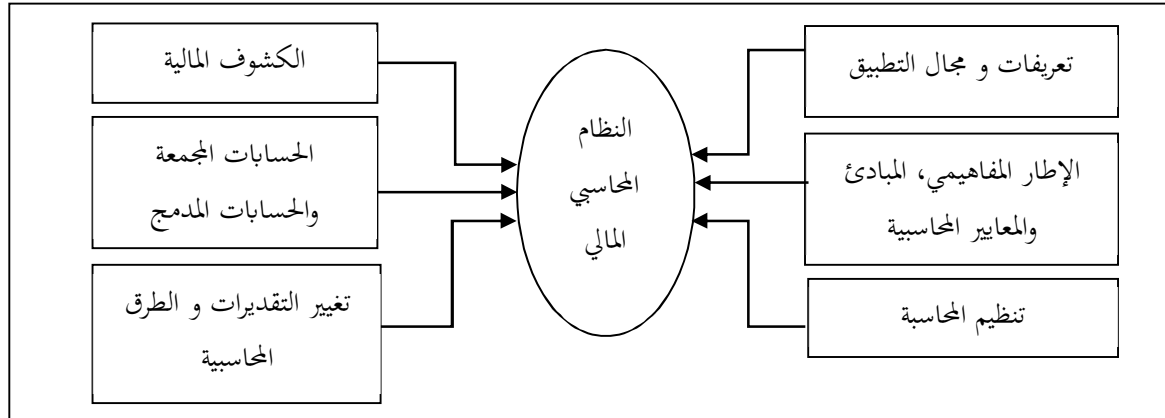 تعريفات و مجال التطبيق
الإطار المفاهيمي، المبادئ
والمعايير المحاسبية
تنظيم المحاسبة
النظام
المحاسبي
المالي
الكشوف المالية
الحسابات المجمعة
والحسابات المدمج
تغيير التقديرات و الطرق
المحاسبية